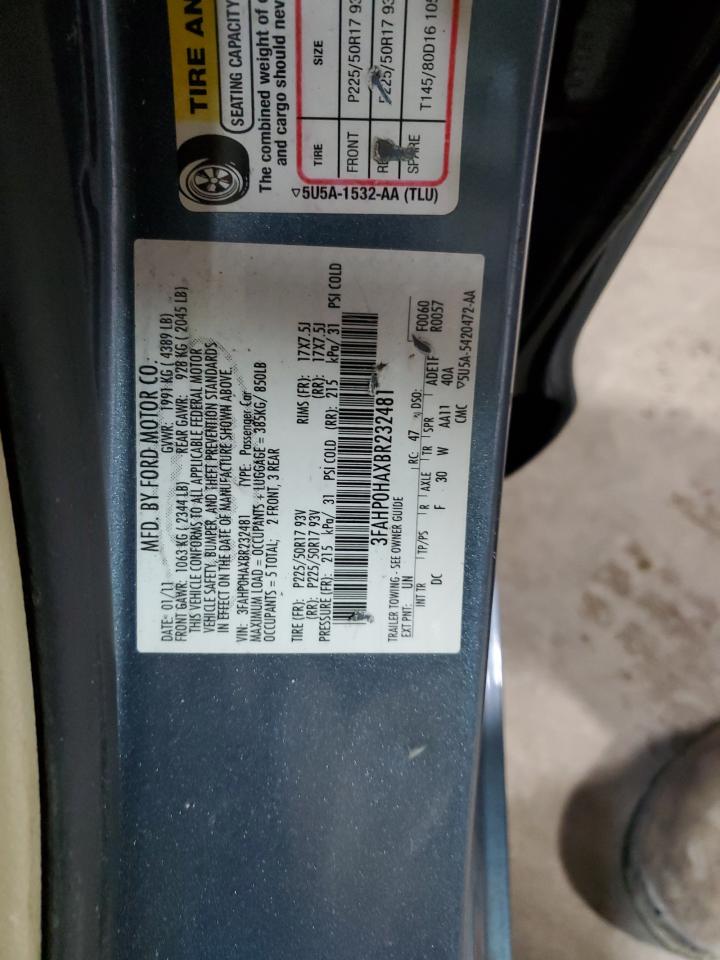 TIRE AN
SEATING CAPACITY
The combined weight of
and cargo should nev
TIRE SIZE
FRONT P225/50R17 93
P225/50R17 93
SPARE T145/80D16 105
5U5A-1532-AA (TLU)
MFD. BY FORD MOTOR CO.
DATE: 01/11 GVWR: 1991 KG ( 4389 LB)
FRONT GAWR: 1063 KG ( 2344 LB) REAR GAWR: 928 KG ( 2045 LB)
THIS VEHICLE CONFORMS TO ALL APPLICABLE FEDERAL MOTOR
VEHICLE SAFETY, BUMPER, AND THEFT PREVENTION STANDARDS
IN EFFECT ON THE DATE OF MANUFACTURE SHOWN ABOVE.
VIN: 3FAHP0HAXBR232481 TYPE: Passenger Car
MAXIMUM LOAD = OCCUPANTS + LUGGAGE = 385KG/ 850LB
OCCUPANTS = 5 TOTAL; 2 FRONT, 3 REAR
TIRE (FR): P225/50R17 93V RIMS (FR): 17X7.5J
(RR): P225/50R17 93V (RR): 17X7.5J
PRESSURE (FR): 215 kPa/ 31 PSI COLD (RR): 215 kPa/ 31 PSI COLD
3FAHP0HAXBR232481
TRAILER TOWING - SEE OWNER GUIDE
EXT PNT: UN RC: 47 DSO: F0060
R0057
INT TR TP/PS R AXLE TR SPR ADE1F
DC F 30 W AA11 40A
CMC 5U5A-5420472-AA